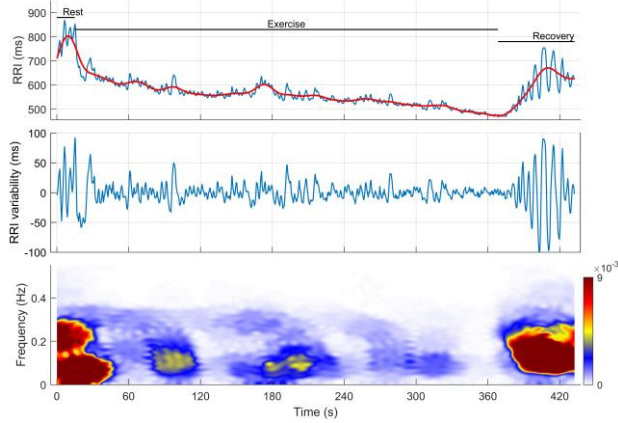 Rest
Exercise
Recovery
900
800
700
600
500
RRI (ms)
100
50
0
-50
-100
RRI variability (ms)
×10⁻³
9
0
0.4
0.2
0
Frequency (Hz)
0 60 120 180 240 300 360 420
Time (s)